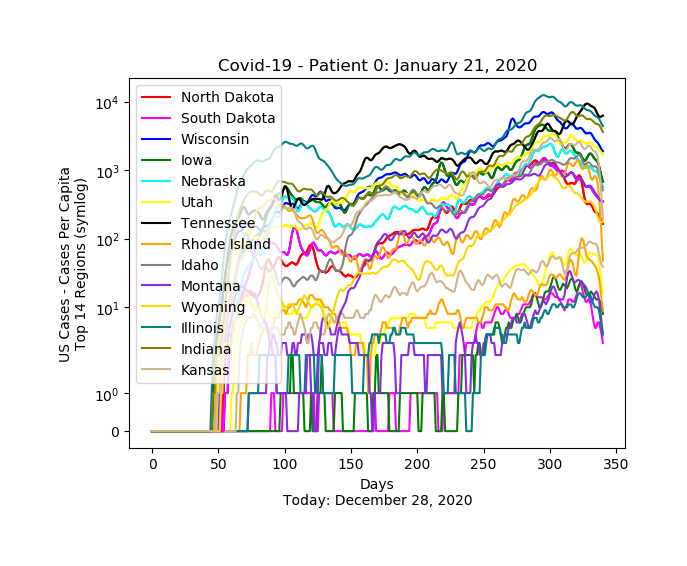 Covid-19 - Patient 0: January 21, 2020
US Cases - Cases Per Capita
Top 14 Regions (symlog)
10^4
10^3
10^2
10^1
10^0
0
North Dakota
South Dakota
Wisconsin
Iowa
Nebraska
Utah
Tennessee
Rhode Island
Idaho
Montana
Wyoming
Illinois
Indiana
Kansas
0 50 100 150 200 250 300 350
Days
Today: December 28, 2020